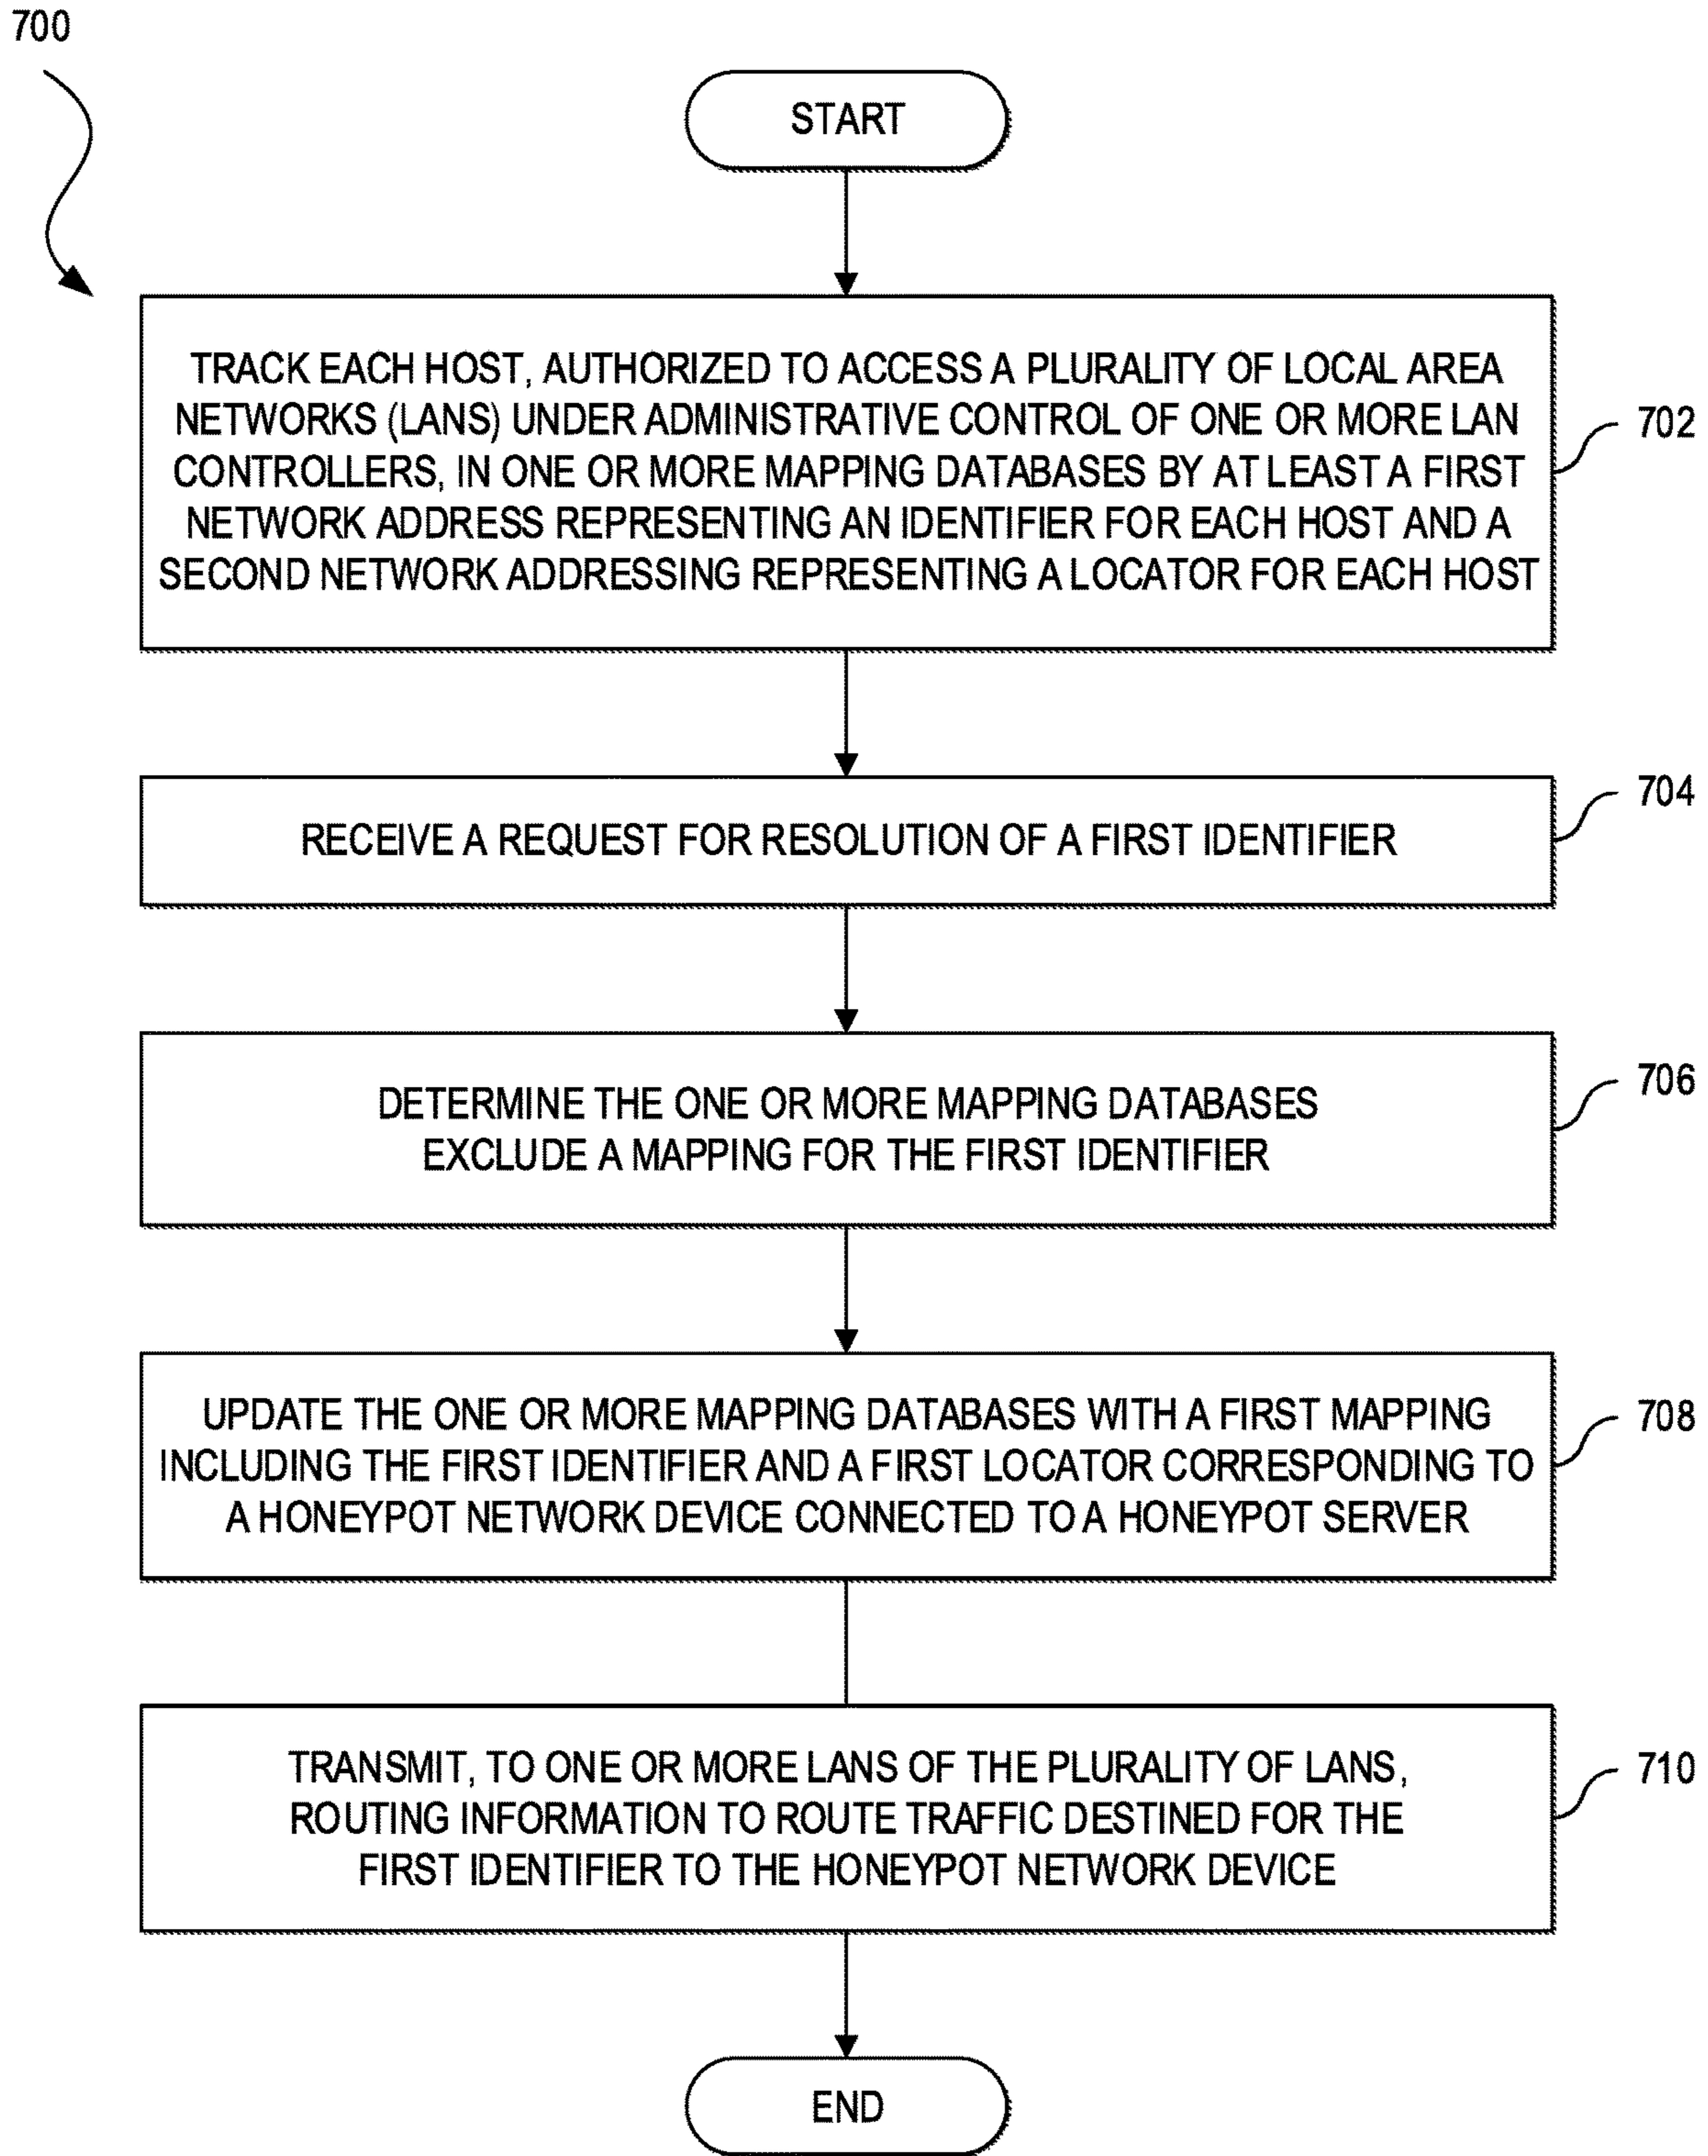 700
START
TRACK EACH HOST, AUTHORIZED TO ACCESS A PLURALITY OF LOCAL AREA
NETWORKS (LANS) UNDER ADMINISTRATIVE CONTROL OF ONE OR MORE LAN
CONTROLLERS, IN ONE OR MORE MAPPING DATABASES BY AT LEAST A FIRST
NETWORK ADDRESS REPRESENTING AN IDENTIFIER FOR EACH HOST AND A
SECOND NETWORK ADDRESSING REPRESENTING A LOCATOR FOR EACH HOST
702
RECEIVE A REQUEST FOR RESOLUTION OF A FIRST IDENTIFIER
704
DETERMINE THE ONE OR MORE MAPPING DATABASES
EXCLUDE A MAPPING FOR THE FIRST IDENTIFIER
706
UPDATE THE ONE OR MORE MAPPING DATABASES WITH A FIRST MAPPING
INCLUDING THE FIRST IDENTIFIER AND A FIRST LOCATOR CORRESPONDING TO
A HONEYPOT NETWORK DEVICE CONNECTED TO A HONEYPOT SERVER
708
TRANSMIT, TO ONE OR MORE LANS OF THE PLURALITY OF LANS,
ROUTING INFORMATION TO ROUTE TRAFFIC DESTINED FOR THE
FIRST IDENTIFIER TO THE HONEYPOT NETWORK DEVICE
710
END